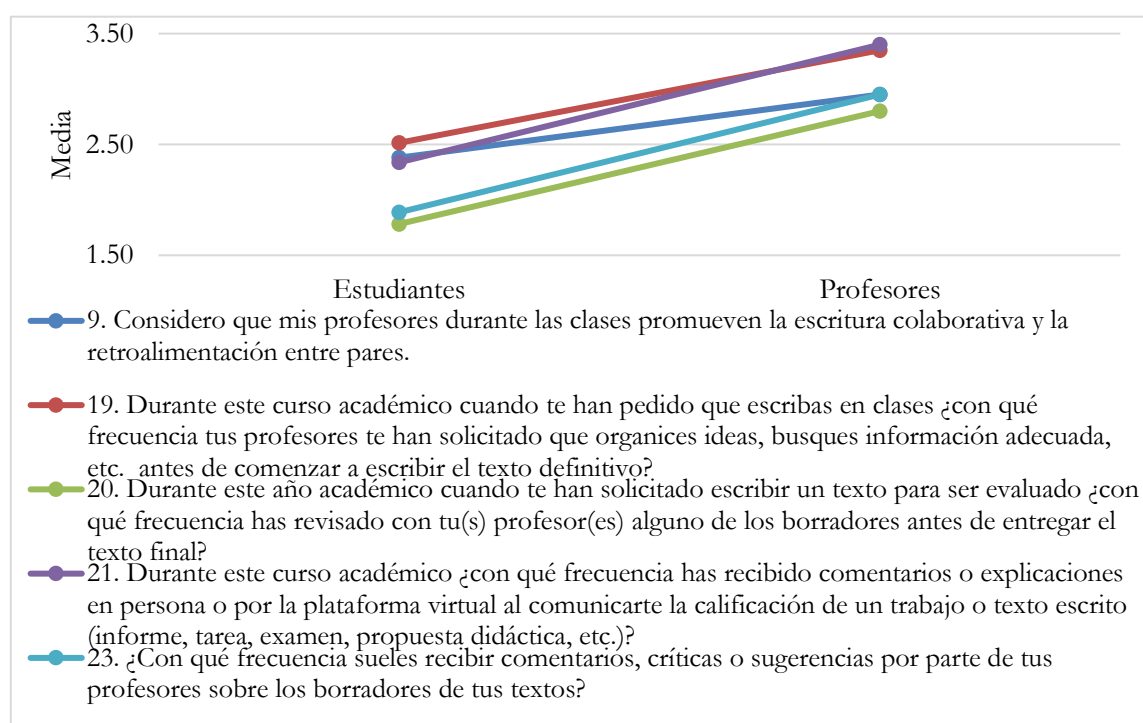 3.50
2.50
1.50
Media
Estudiantes
Profesores
9. Considero que mis profesores durante las clases promueven la escritura colaborativa y la
retroalimentación entre pares.
19. Durante este curso académico cuando te han pedido que escribas en clases ¿con qué
frecuencia tus profesores te han solicitado que organices ideas, busques información adecuada,
etc. antes de comenzar a escribir el texto definitivo?
20. Durante este año académico cuando te han solicitado escribir un texto para ser evaluado ¿con
qué frecuencia has revisado con tu(s) profesor(es) alguno de los borradores antes de entregar el
texto final?
21. Durante este curso académico ¿con qué frecuencia has recibido comentarios o explicaciones
en persona o por la plataforma virtual al comunicarte la calificación de un trabajo o texto escrito
(informe, tarea, examen, propuesta didáctica, etc.)?
23. ¿Con qué frecuencia sueles recibir comentarios, críticas o sugerencias por parte de tus
profesores sobre los borradores de tus textos?